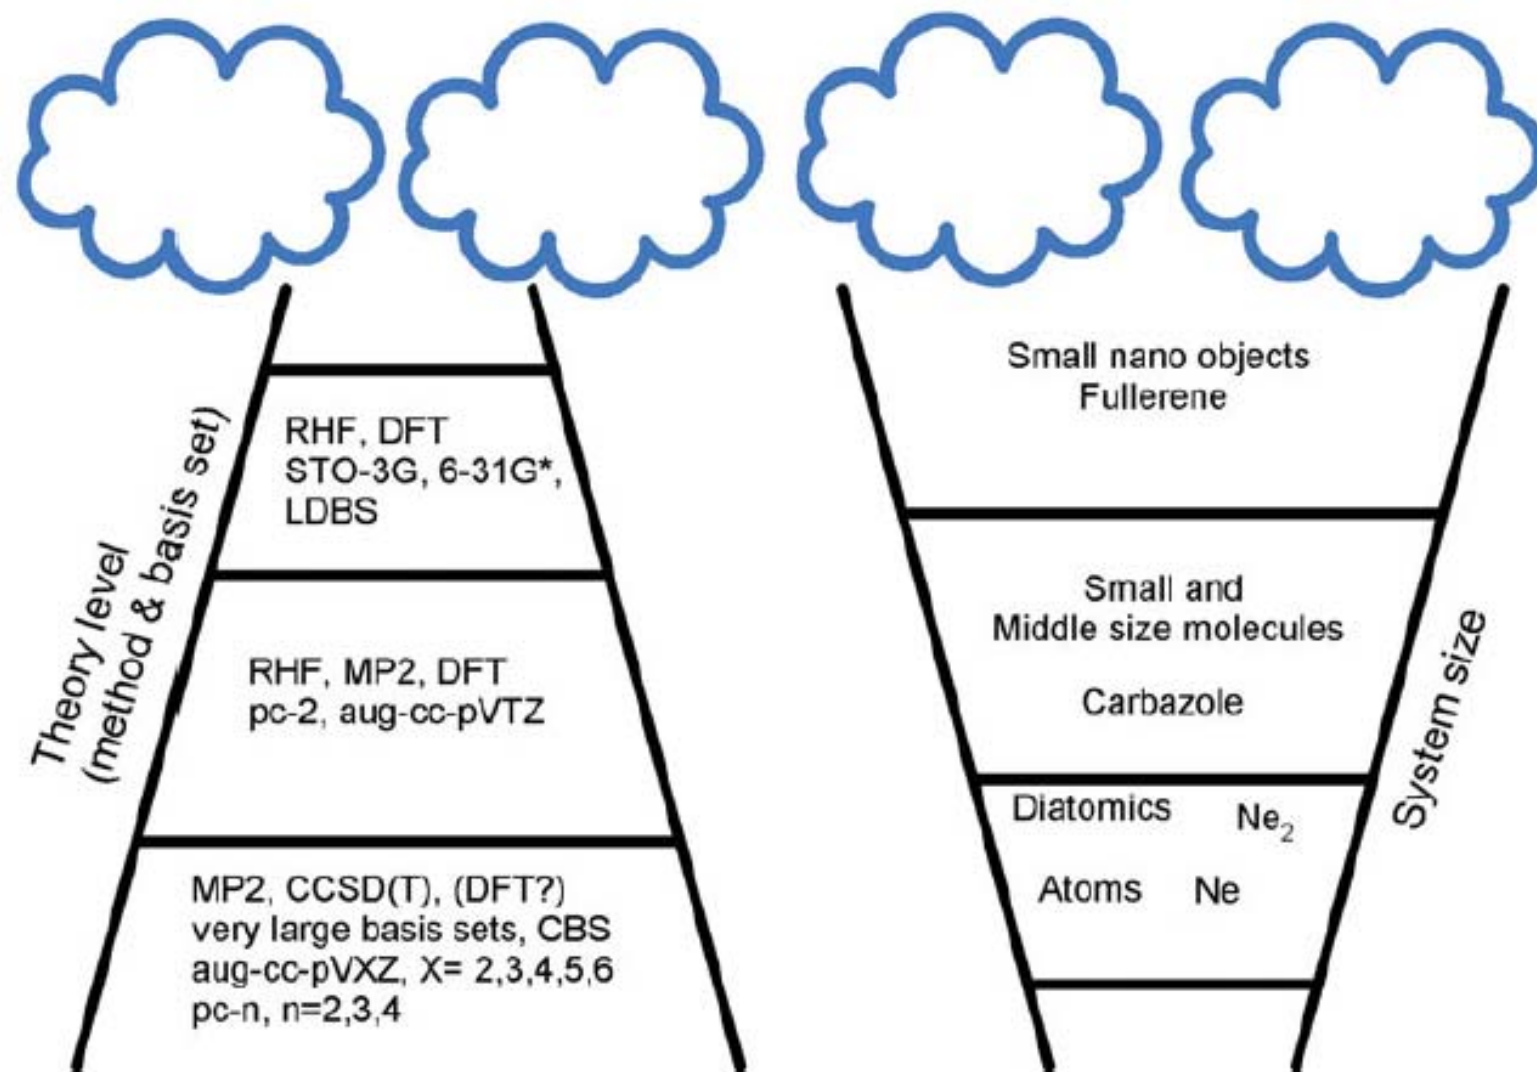 Theory level
(method & basis set)
RHF, DFT
STO-3G, 6-31G*,
LDBS
RHF, MP2, DFT
pc-2, aug-cc-pVTZ
MP2, CCSD(T), (DFT?)
very large basis sets, CBS
aug-cc-pVXZ, X= 2,3,4,5,6
pc-n, n=2,3,4
Small nano objects
Fullerene
Small and
Middle size molecules
Carbazole
Diatomics Ne₂
Atoms Ne
System size